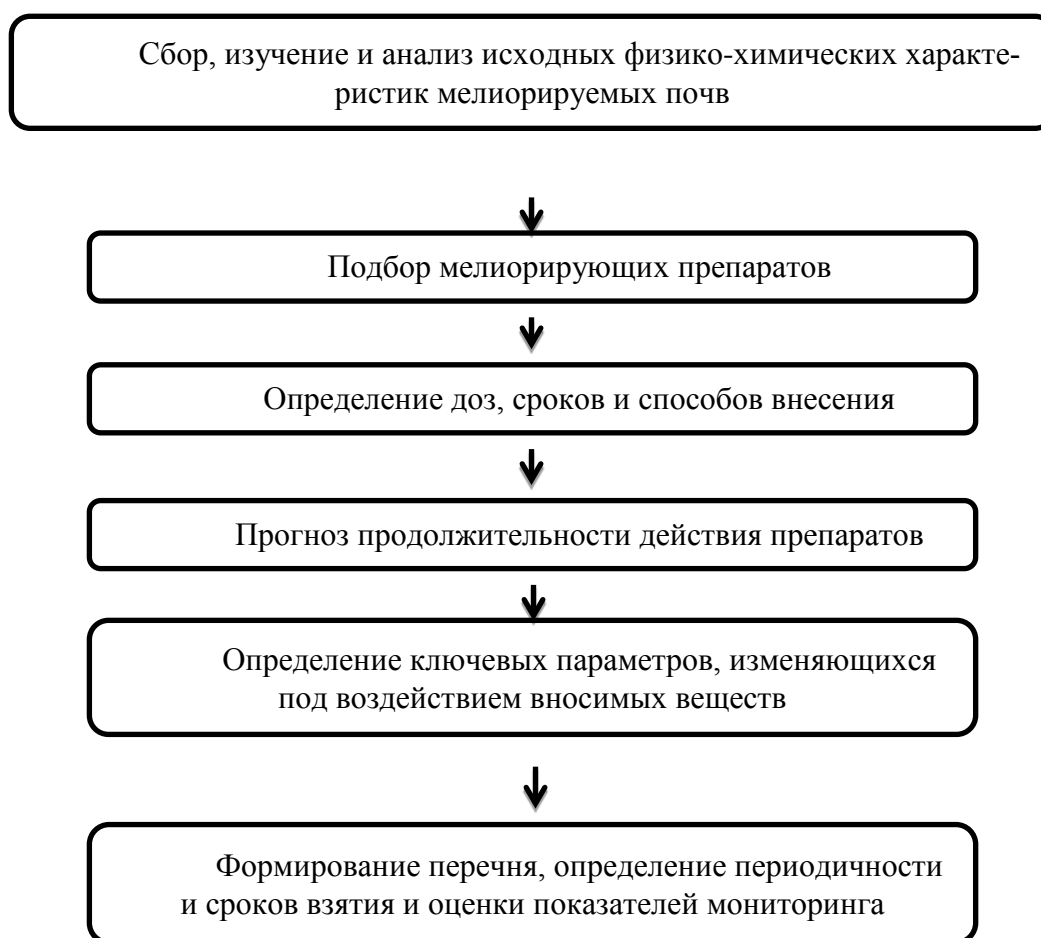 Сбор, изучение и анализ исходных физико-химических характе-
ристик мелиорируемых почв
Подбор мелиорирующих препаратов
Определение доз, сроков и способов внесения
Прогноз продолжительности действия препаратов
Определение ключевых параметров, изменяющихся
под воздействием вносимых веществ
Формирование перечня, определение периодичности
и сроков взятия и оценки показателей мониторинга